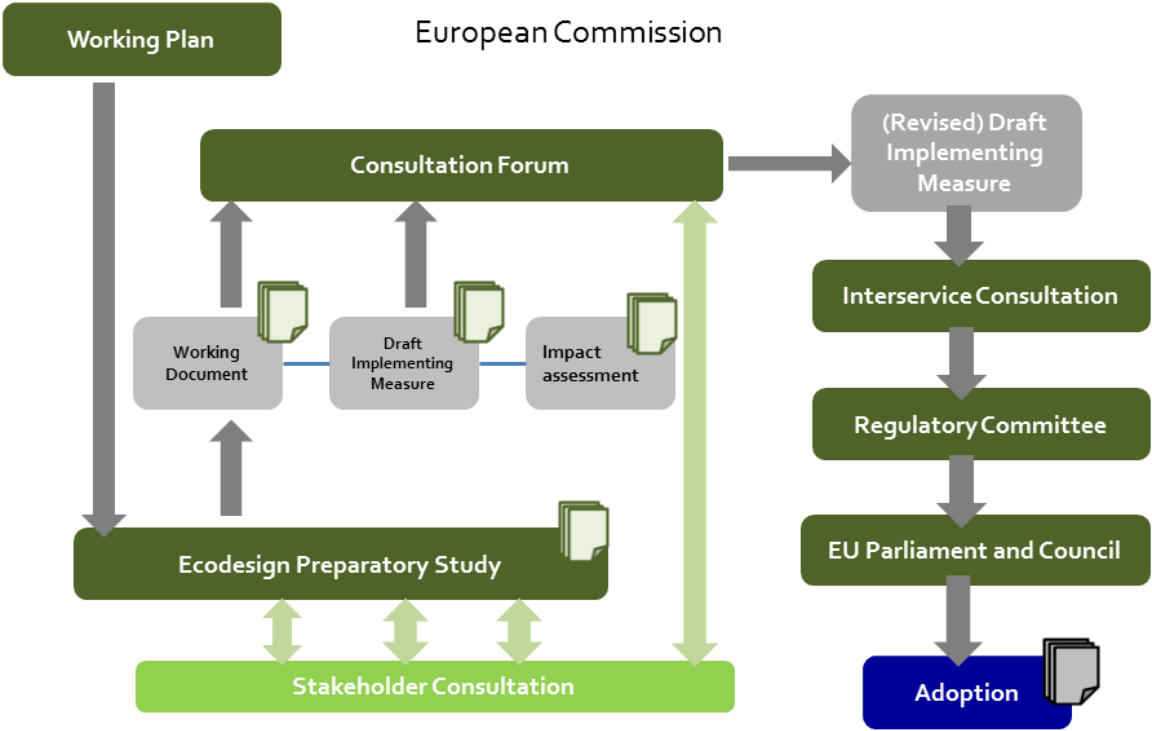 Working Plan
European Commission
Consultation Forum
(Revised) Draft
Implementing
Measure
Interservice Consultation
Working
Document
Draft
Implementing
Measure
Impact
assessment
Regulatory Committee
EU Parliament and Council
Ecodesign Preparatory Study
Stakeholder Consultation
Adoption